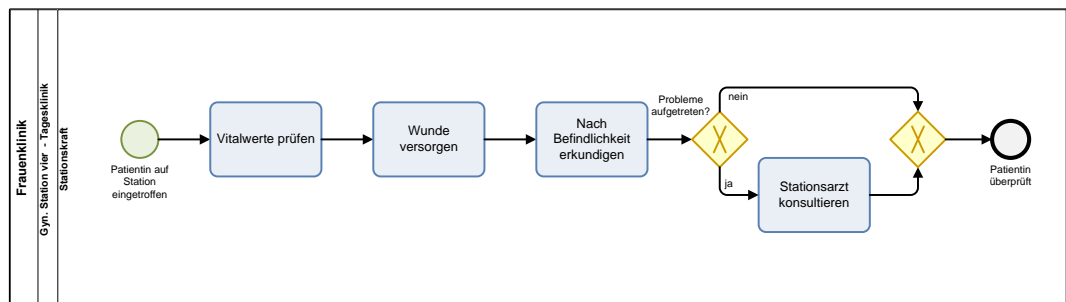 Frauenklinik
Gyn. Station vier - Tagesklinik
Stationskraft
Patientin auf
Station
eingetroffen
Vitalwerte prüfen
Wunde
versorgen
Nach
Befindlichkeit
erkundigen
Probleme
aufgetreten?
nein
ja
Stationsarzt
konsultieren
Patientin
überprüft